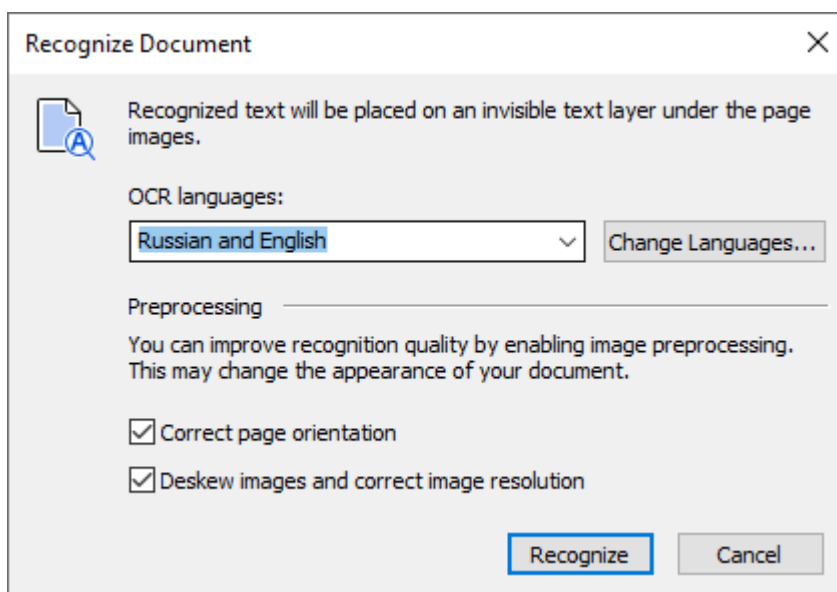 Recognize Document
Recognized text will be placed on an invisible text layer under the page
images.
OCR languages:
Russian and English
Change Languages...
Preprocessing
You can improve recognition quality by enabling image preprocessing.
This may change the appearance of your document.
Correct page orientation
Deskew images and correct image resolution
Recognize
Cancel